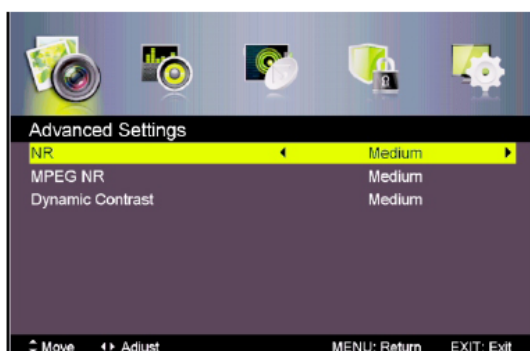 Advanced Settings
NR Medium
MPEG NR Medium
Dynamic Contrast Medium
Move Adjust MENU: Return EXIT: Exit